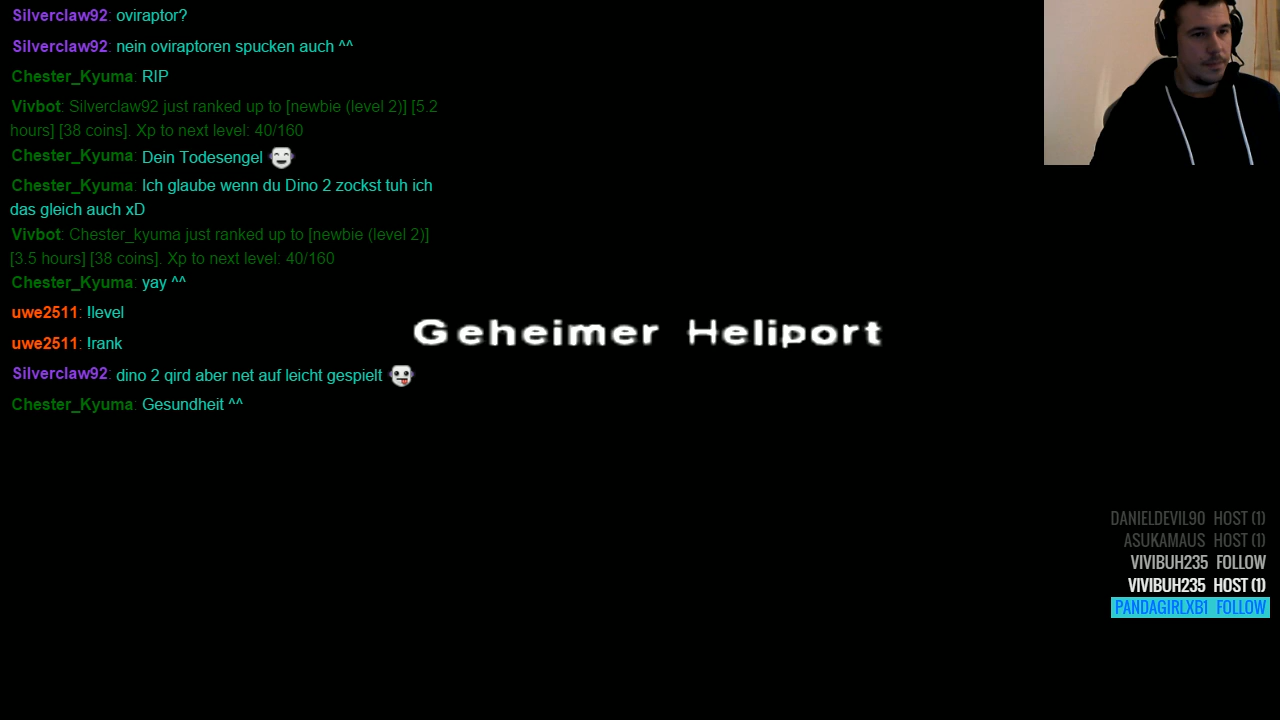 Silverclaw92: oviraptor?
Silverclaw92: nein oviraptoren spucken auch ^^
Chester_Kyuma: RIP
Vivbot: Silverclaw92 just ranked up to [newbie (level 2)] [5.2
hours] [38 coins]. Xp to next level: 40/160
Chester_Kyuma: Dein Todesengel
Chester_Kyuma: Ich glaube wenn du Dino 2 zockst tuh ich
das gleich auch xD
Vivbot: Chester_kyuma just ranked up to [newbie (level 2)]
[3.5 hours] [38 coins]. Xp to next level: 40/160
Chester_Kyuma: yay ^^
uwe2511: !level
uwe2511: !rank
Silverclaw92: dino 2 qird aber net auf leicht gespielt
Chester_Kyuma: Gesundheit ^^
Geheimer Heliport
DANIELDEVIL90 HOST (1)
ASUKAMAUS HOST (1)
VIVIBUH235 FOLLOW
VIVIBUH235 HOST (1)
PANDAGIRLXB1 FOLLOW